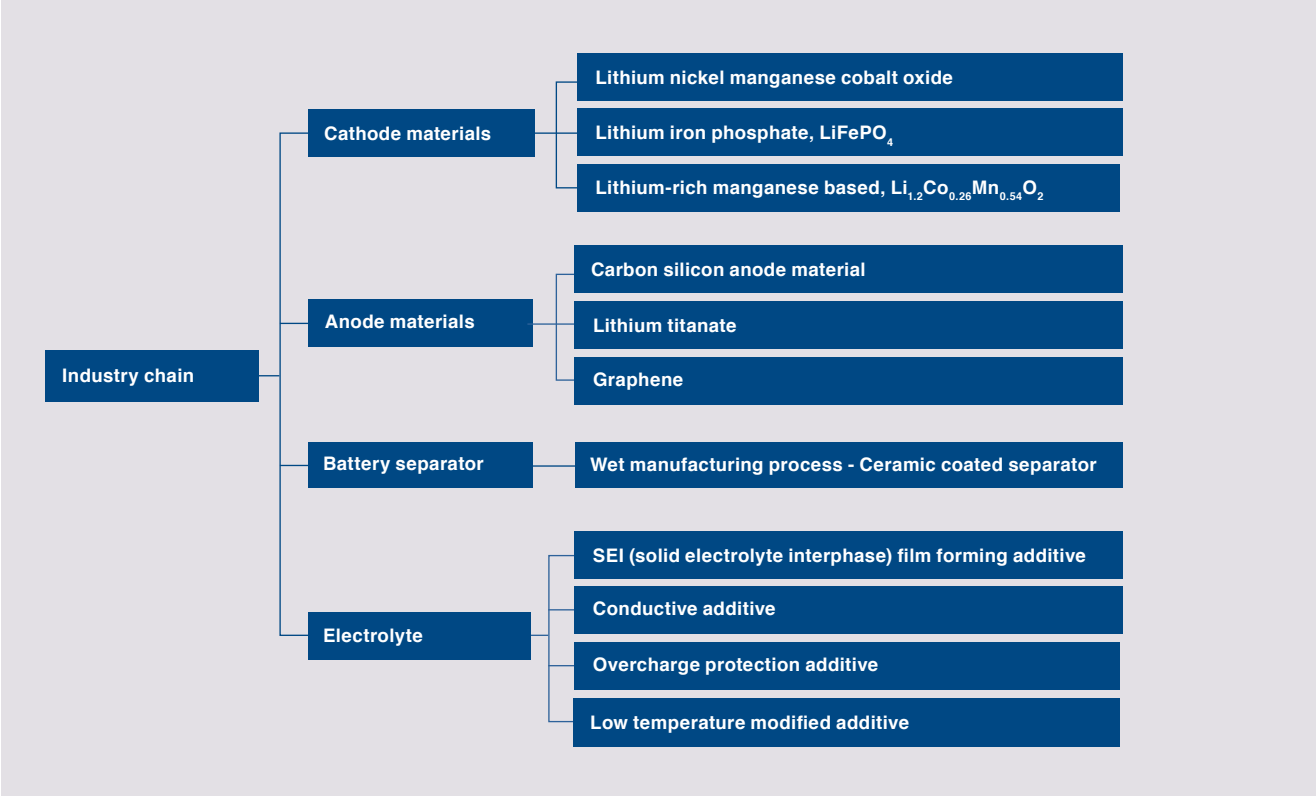 Industry chain
Cathode materials
Lithium nickel manganese cobalt oxide
Lithium iron phosphate, LiFePO₄
Lithium-rich manganese based, Li₁.₂Co₀.₂₆Mn₀.₅₄O₂
Anode materials
Carbon silicon anode material
Lithium titanate
Graphene
Battery separator
Wet manufacturing process - Ceramic coated separator
Electrolyte
SEI (solid electrolyte interphase) film forming additive
Conductive additive
Overcharge protection additive
Low temperature modified additive